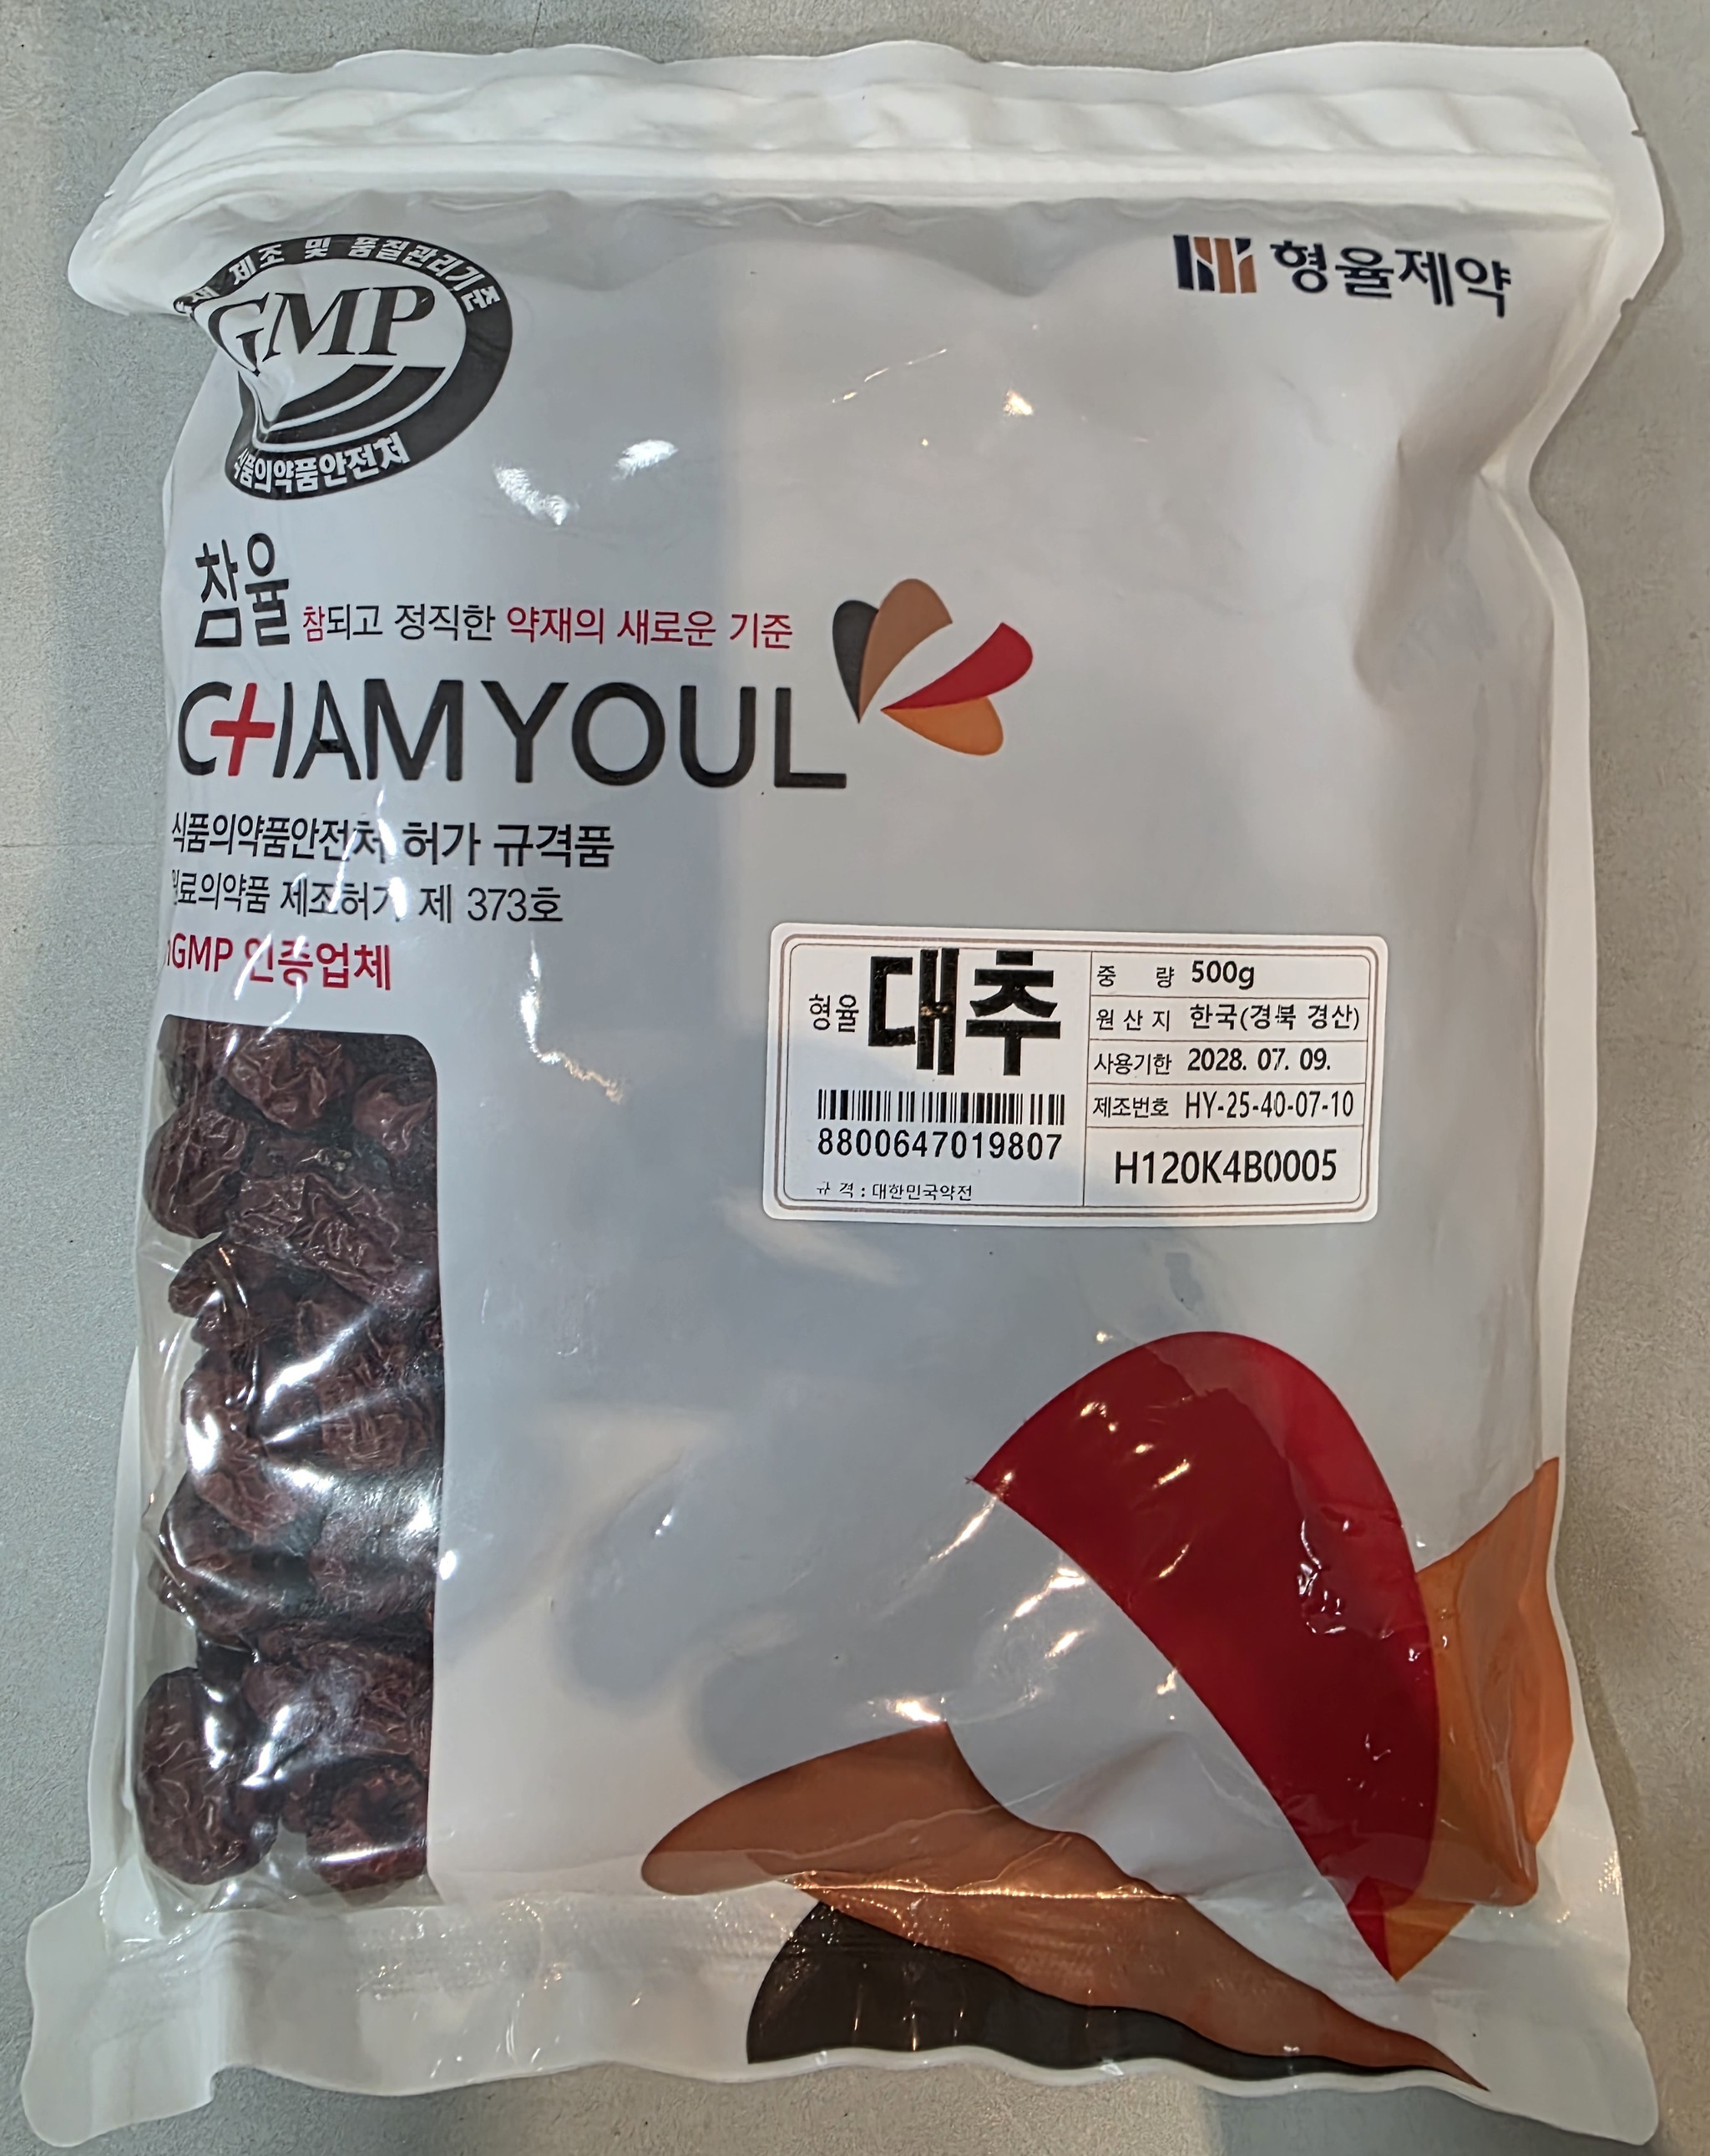 제조 및 품질관리기준
GMP
식품의약품안전처
형율제약
참율
참되고 정직한 약재의 새로운 기준
CHAMYOUL
식품의약품안전처 허가 규격품
원료의약품 제조허가 제 373호
hGMP 인증업체
형율 대추
8800647019807
규 격 : 대한민국약전
중 량 500g
원 산 지 한국(경북 경산)
사용기한 2028. 07. 09.
제조번호 HY-25-40-07-10
H120K4B0005